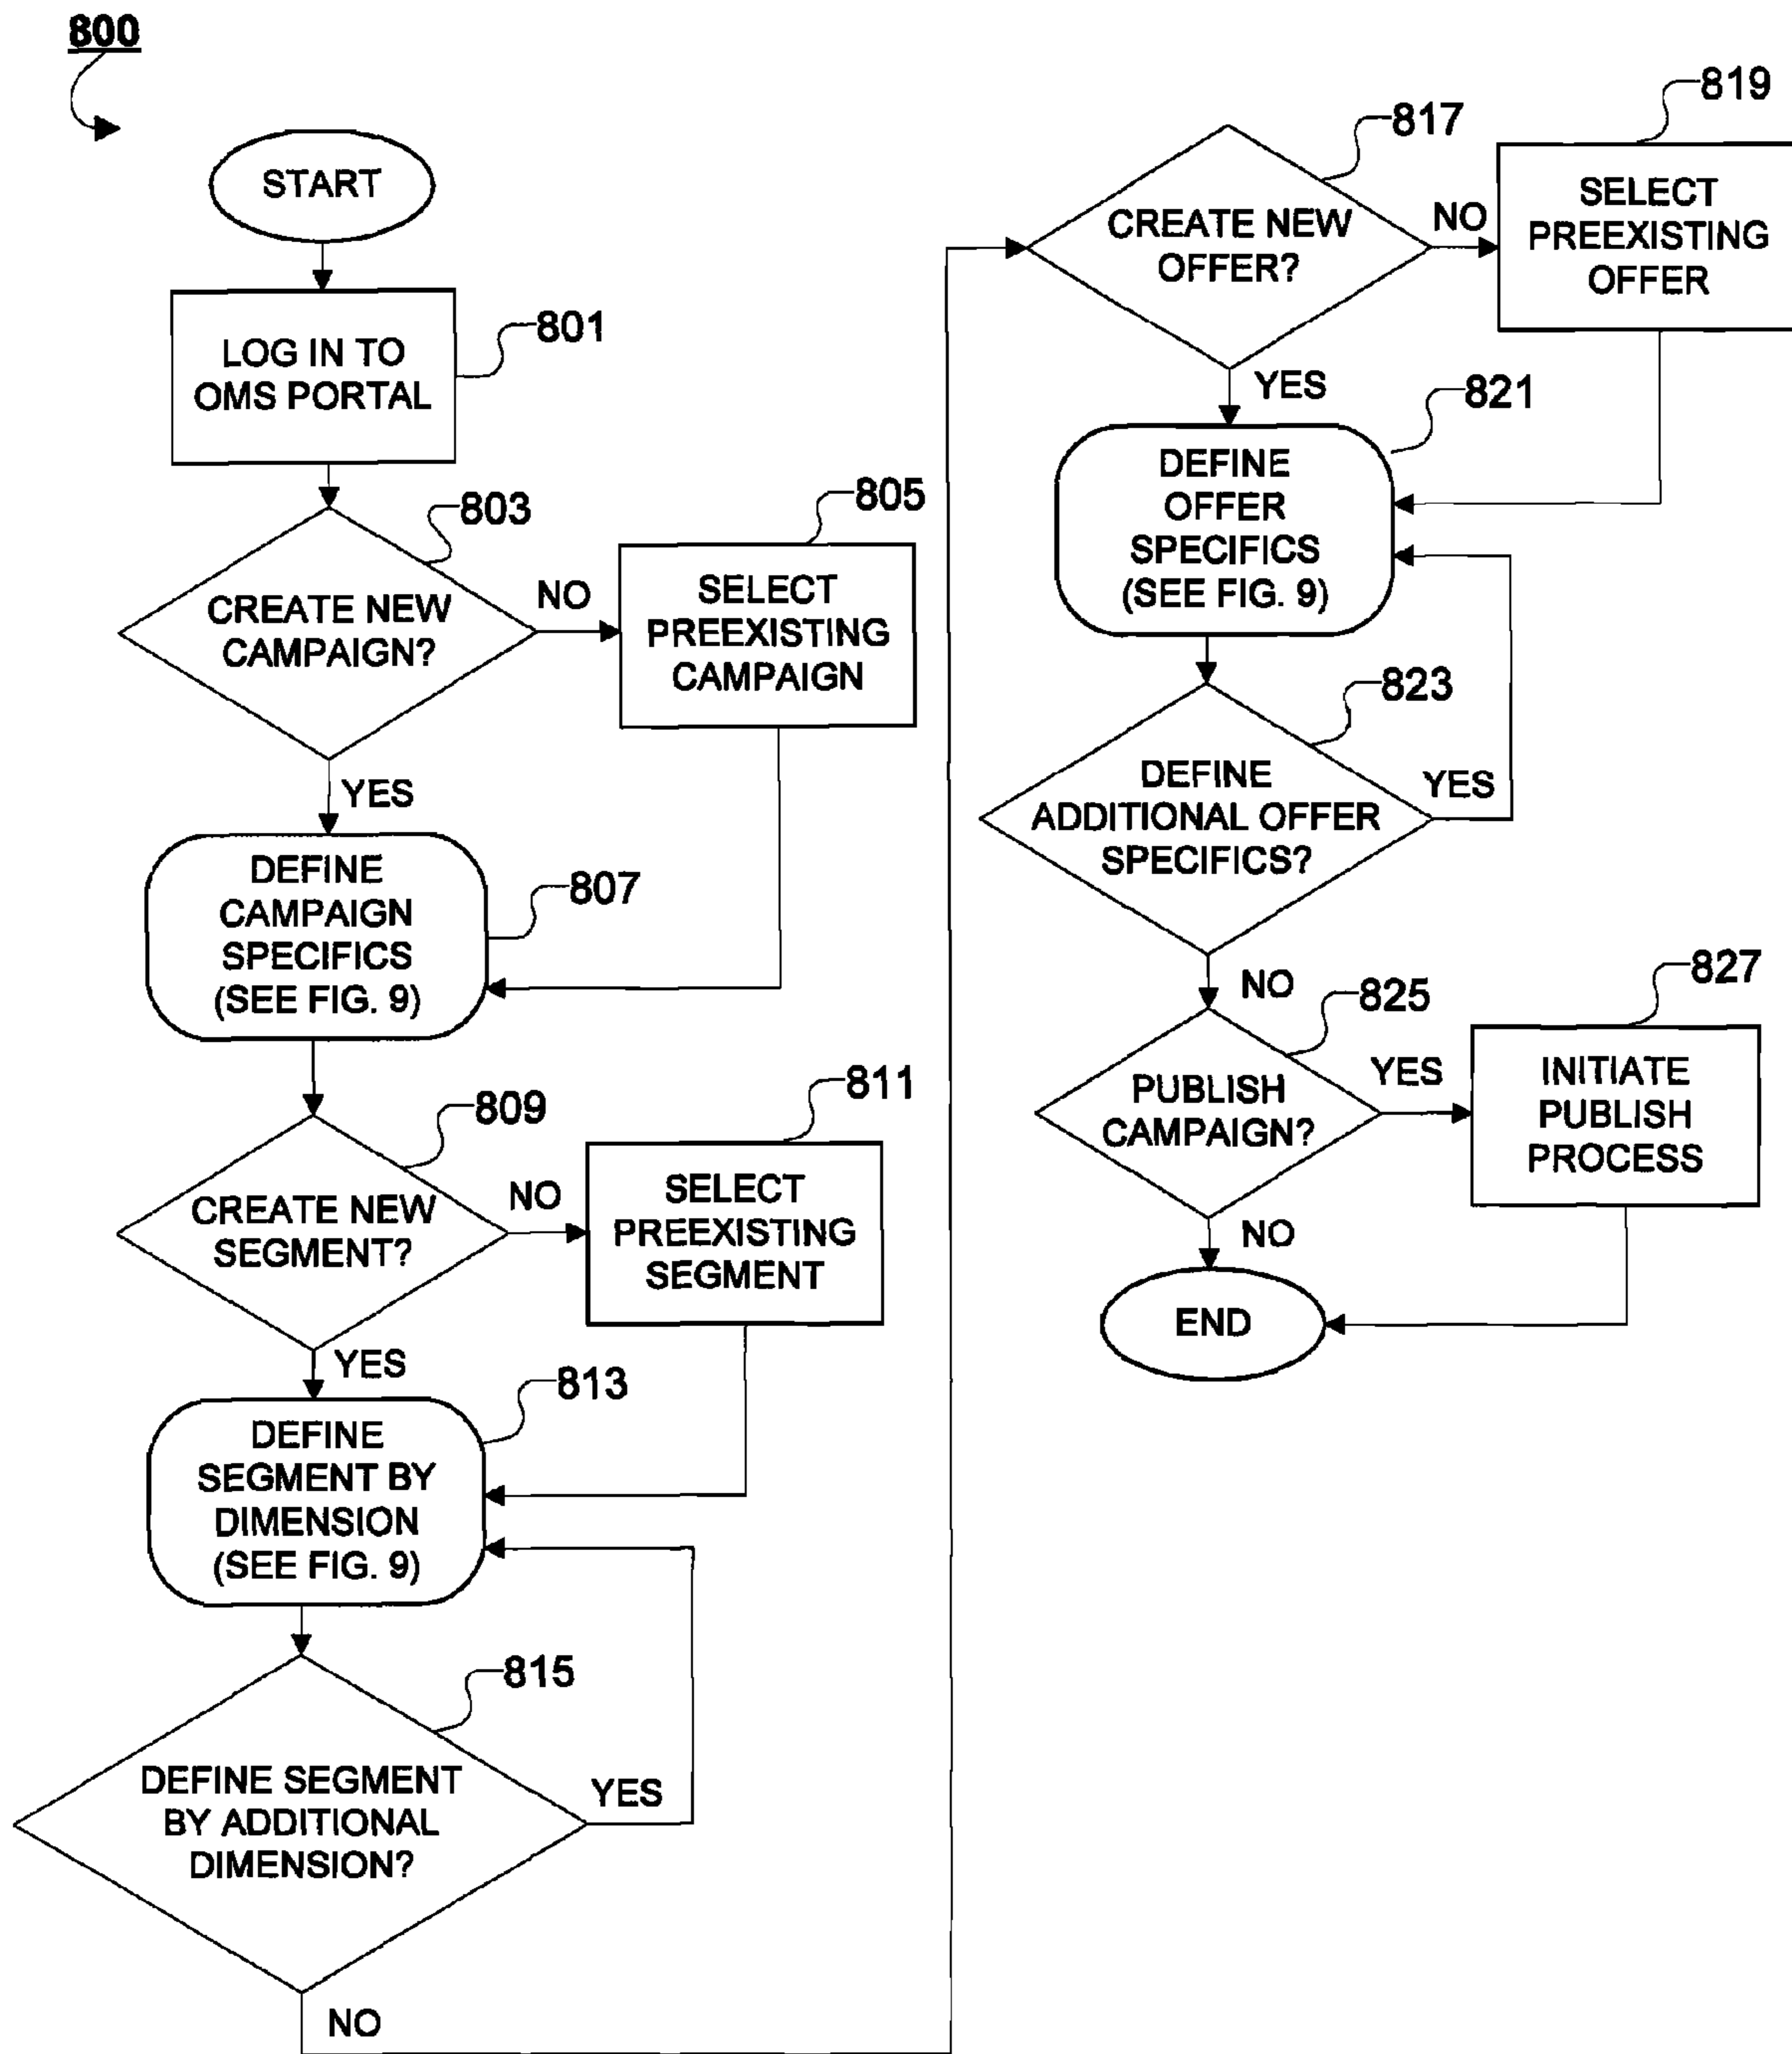 800
START
LOG IN TO
OMS PORTAL
801
803
CREATE NEW
CAMPAIGN?
NO
805
SELECT
PREEXISTING
CAMPAIGN
YES
DEFINE
CAMPAIGN
SPECIFICS
(SEE FIG. 9)
807
809
CREATE NEW
SEGMENT?
NO
811
SELECT
PREEXISTING
SEGMENT
YES
813
DEFINE
SEGMENT BY
DIMENSION
(SEE FIG. 9)
815
DEFINE SEGMENT
BY ADDITIONAL
DIMENSION?
YES
NO
817
CREATE NEW
OFFER?
NO
819
SELECT
PREEXISTING
OFFER
YES
821
DEFINE
OFFER
SPECIFICS
(SEE FIG. 9)
823
DEFINE
ADDITIONAL OFFER
SPECIFICS?
YES
NO
825
PUBLISH
CAMPAIGN?
YES
827
INITIATE
PUBLISH
PROCESS
NO
END